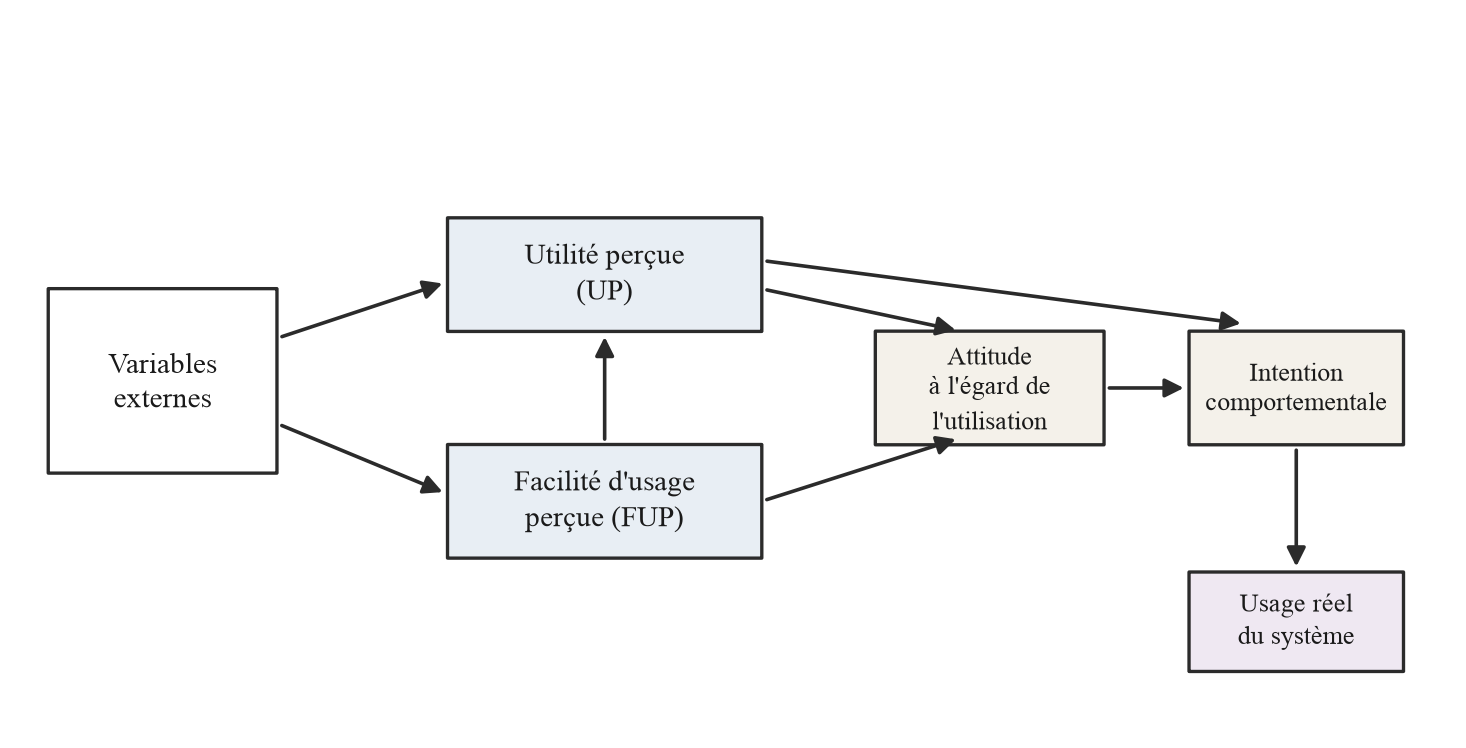 Utilité perçue
(UP)
Variables
externes
Attitude
à l'égard de
l'utilisation
Intention
comportementale
Facilité d'usage
perçue (FUP)
Usage réel
du système